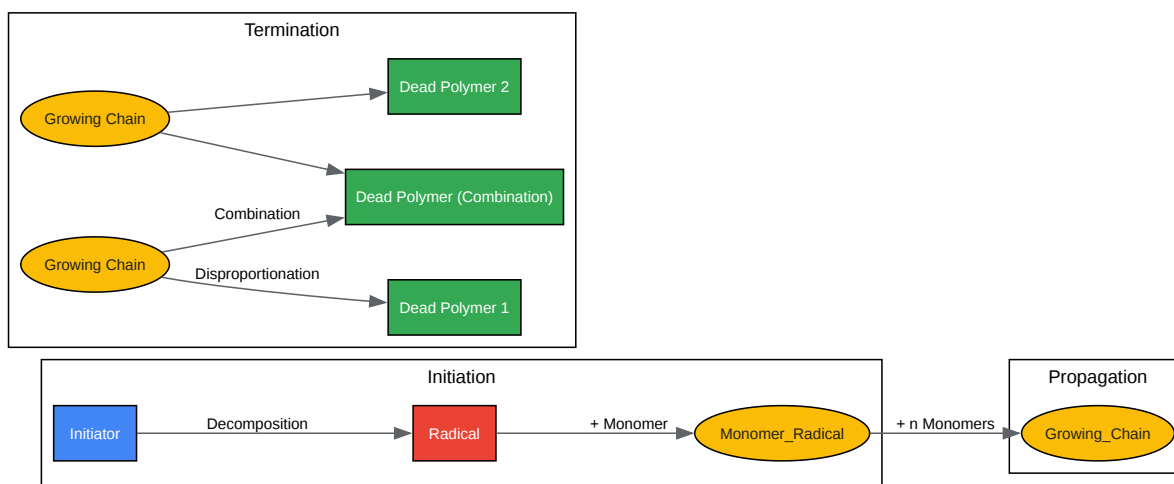 Termination
Dead Polymer 2
Growing Chain
Dead Polymer (Combination)
Combination
Growing Chain
Disproportionation
Dead Polymer 1
Initiation
Propagation
Initiator
Decomposition
Radical
+ Monomer
Monomer_Radical
+ n Monomers
Growing_Chain